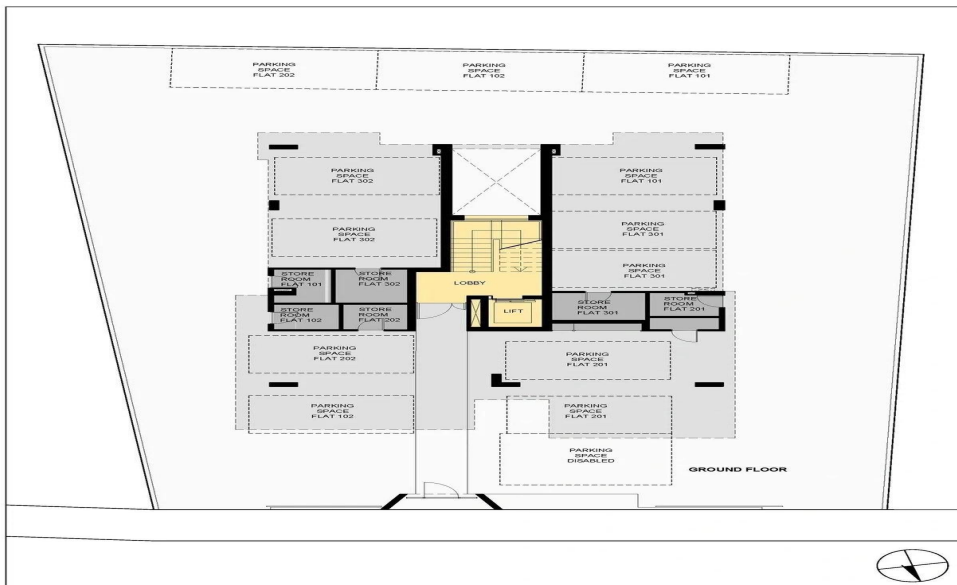 PARKING
SPACE
FLAT 202
PARKING
SPACE
FLAT 102
PARKING
SPACE
FLAT 101
PARKING
SPACE
FLAT 302
PARKING
SPACE
FLAT 101
PARKING
SPACE
FLAT 302
PARKING
SPACE
FLAT 301
PARKING
SPACE
FLAT 301
STORE
ROOM
FLAT 101
STORE
ROOM
FLAT 302
LOBBY
STORE
ROOM
FLAT 102
STORE
ROOM
FLAT 202
LIFT
STORE
ROOM
FLAT 301
STORE
ROOM
FLAT 201
PARKING
SPACE
FLAT 202
PARKING
SPACE
FLAT 201
PARKING
SPACE
FLAT 102
PARKING
SPACE
FLAT 201
PARKING
SPACE
DISABLED
GROUND FLOOR